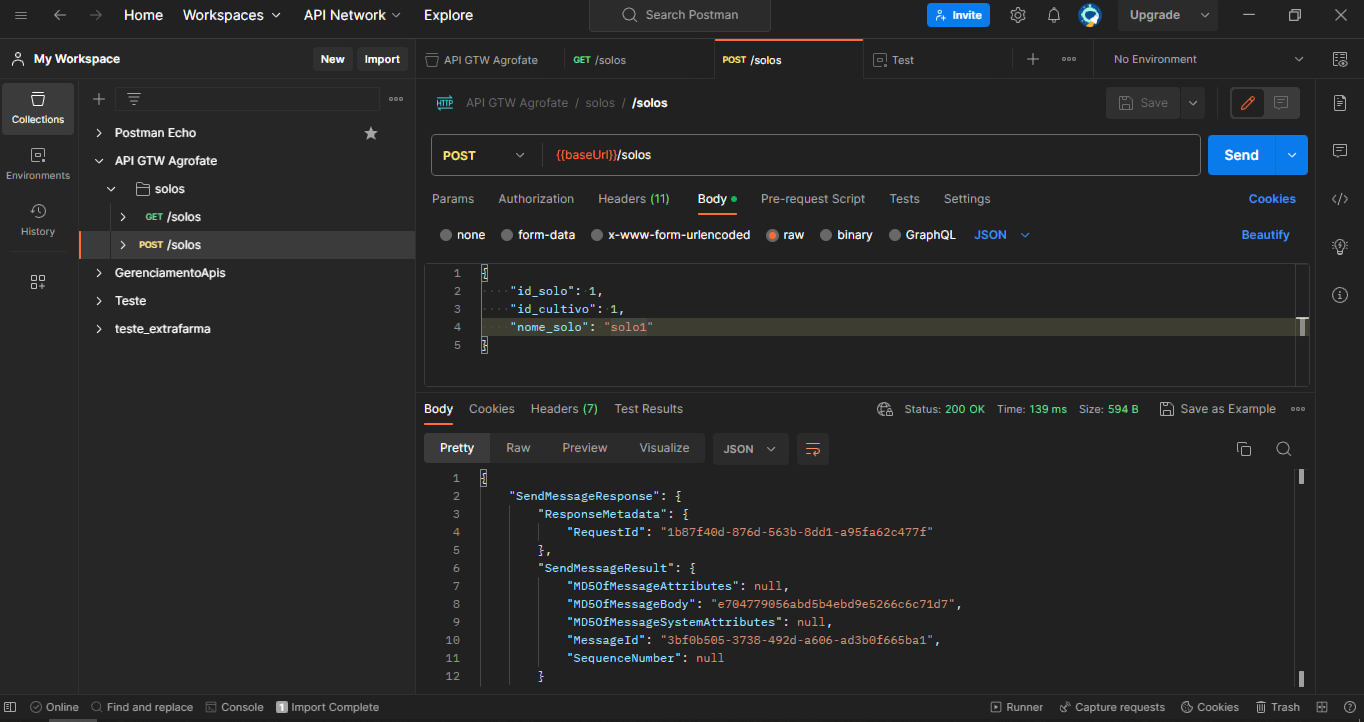 Home Workspaces API Network Explore Search Postman Invite Upgrade
My Workspace New Import API GTW Agrofate GET /solos POST /solos Test No Environment
Collections
Environments
History
Postman Echo
API GTW Agrofate
solos
GET /solos
POST /solos
GerenciamentoApis
Teste
teste_extrafarma
HTTP API GTW Agrofate / solos / /solos Save
POST {{baseUrl}}/solos Send
Params Authorization Headers (11) Body Pre-request Script Tests Settings Cookies
none form-data x-www-form-urlencoded raw binary GraphQL JSON Beautify
1 {
2 "id_solo": 1,
3 "id_cultivo": 1,
4 "nome_solo": "solo1"
5 }
Body Cookies Headers (7) Test Results Status: 200 OK Time: 139 ms Size: 594 B Save as Example
Pretty Raw Preview Visualize JSON
1 {
2 "SendMessageResponse": {
3 "ResponseMetadata": {
4 "RequestId": "1b87f40d-876d-563b-8dd1-a95fa62c477f"
5 },
6 "SendMessageResult": {
7 "MD5OfMessageAttributes": null,
8 "MD5OfMessageBody": "e704779056abd5b4ebd9e5266c6c71d7",
9 "MD5OfMessageSystemAttributes": null,
10 "MessageId": "3bf0b505-3738-492d-a606-ad3b0f665ba1",
11 "SequenceNumber": null
12 }
Online Find and replace Console 1 Import Complete Runner Capture requests Cookies Trash